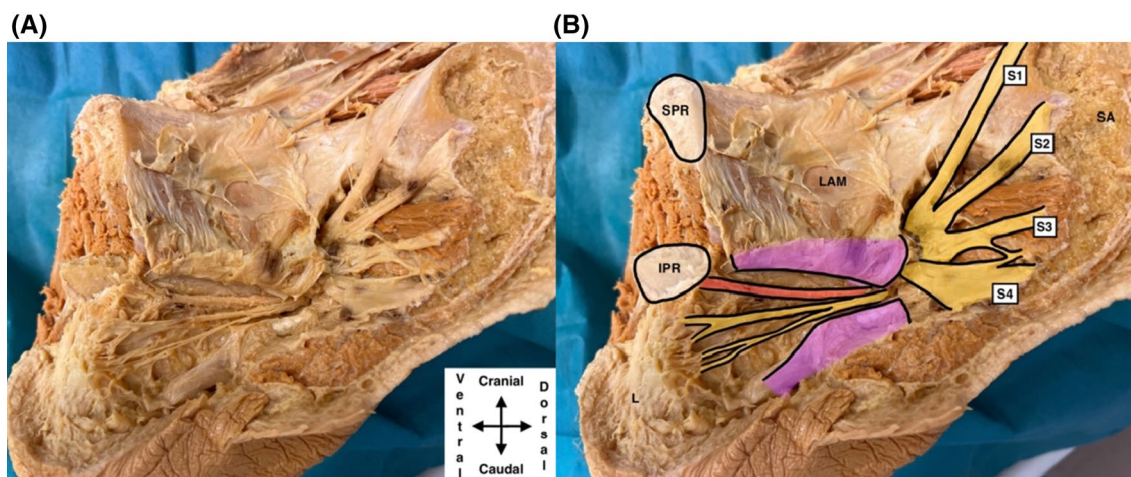 (A)
(B)
Cranial
Ventral
Dorsal
Caudal
SPR
LAM
IPR
L
S1
S2
S3
S4
SA